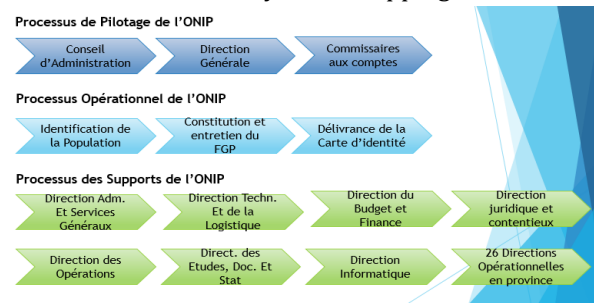 Processus de Pilotage de l’ONIP
Conseil
d’Administration
Direction
Générale
Commissaires
aux comptes
Processus Opérationnel de l’ONIP
Identification de
la Population
Constitution et
entretien du
FGP
Délivrance de la
Carte d’identité
Processus des Supports de l’ONIP
Direction Adm.
Et Services
Généraux
Direction Techn.
Et de la
Logistique
Direction du
Budget et
Finance
Direction
juridique et
contentieux
Direction des
Opérations
Direct. des
Etudes, Doc. Et
Stat
Direction
Informatique
26 Directions
Opérationnelles
en province